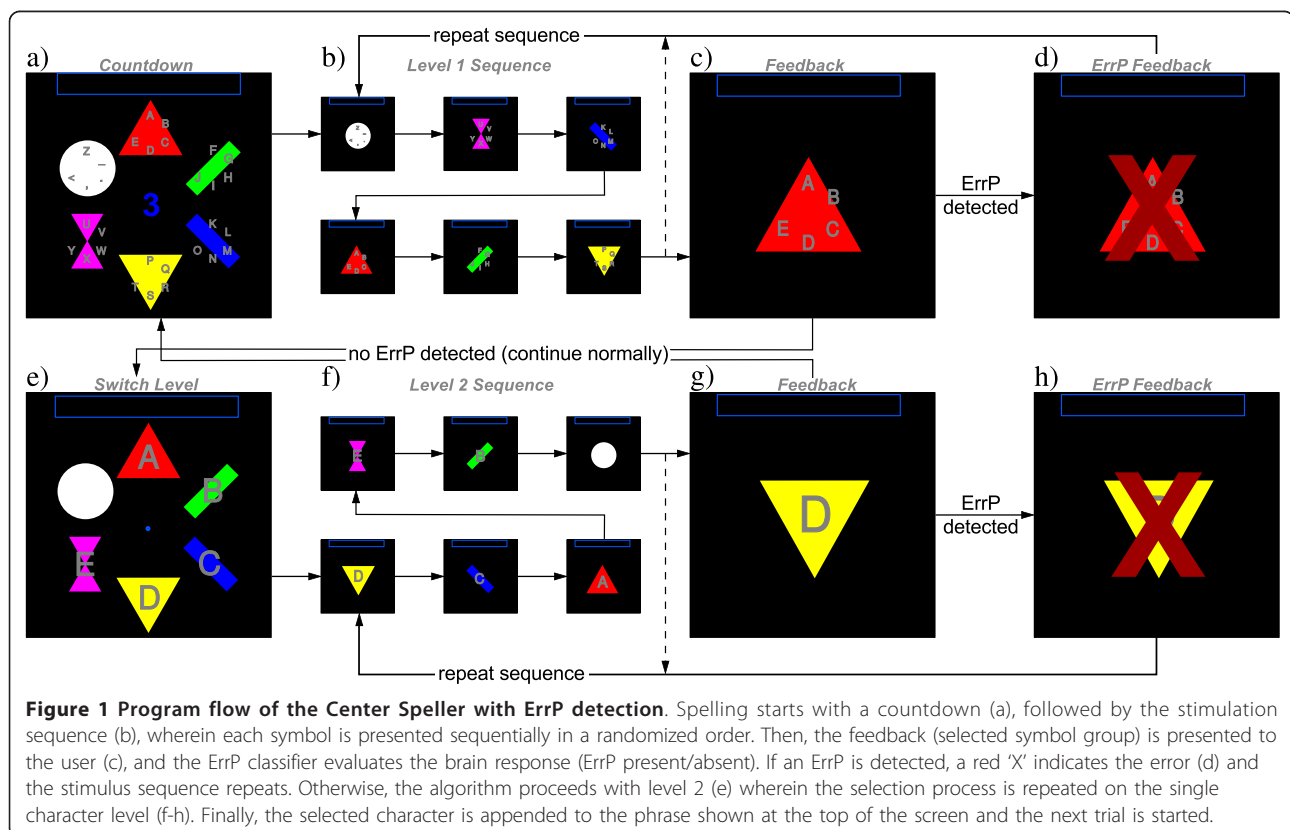 repeat sequence
a) Countdown
b) Level 1 Sequence
c) Feedback
d) ErrP Feedback
A
B
E C
D
Z
_
<
,
.
F
G
H
I
3
U
V
Y W
X
K
L
O M
N
P
Q
T R
S
Z
_
<
,
.
U
V
Y W
X
K
L
O M
N
A
B
E C
D
F
G
H
I
P
Q
T R
S
A
B
E C
D
ErrP
detected
A
B
E C
D
X
no ErrP detected (continue normally)
e) Switch Level
f) Level 2 Sequence
g) Feedback
h) ErrP Feedback
A
B
E
C
D
E
B
D
C
A
D
ErrP
detected
X
repeat sequence
Figure 1 Program flow of the Center Speller with ErrP detection. Spelling starts with a countdown (a), followed by the stimulation
sequence (b), wherein each symbol is presented sequentially in a randomized order. Then, the feedback (selected symbol group) is presented to
the user (c), and the ErrP classifier evaluates the brain response (ErrP present/absent). If an ErrP is detected, a red 'X' indicates the error (d) and
the stimulus sequence repeats. Otherwise, the algorithm proceeds with level 2 (e) wherein the selection process is repeated on the single
character level (f-h). Finally, the selected character is appended to the phrase shown at the top of the screen and the next trial is started.